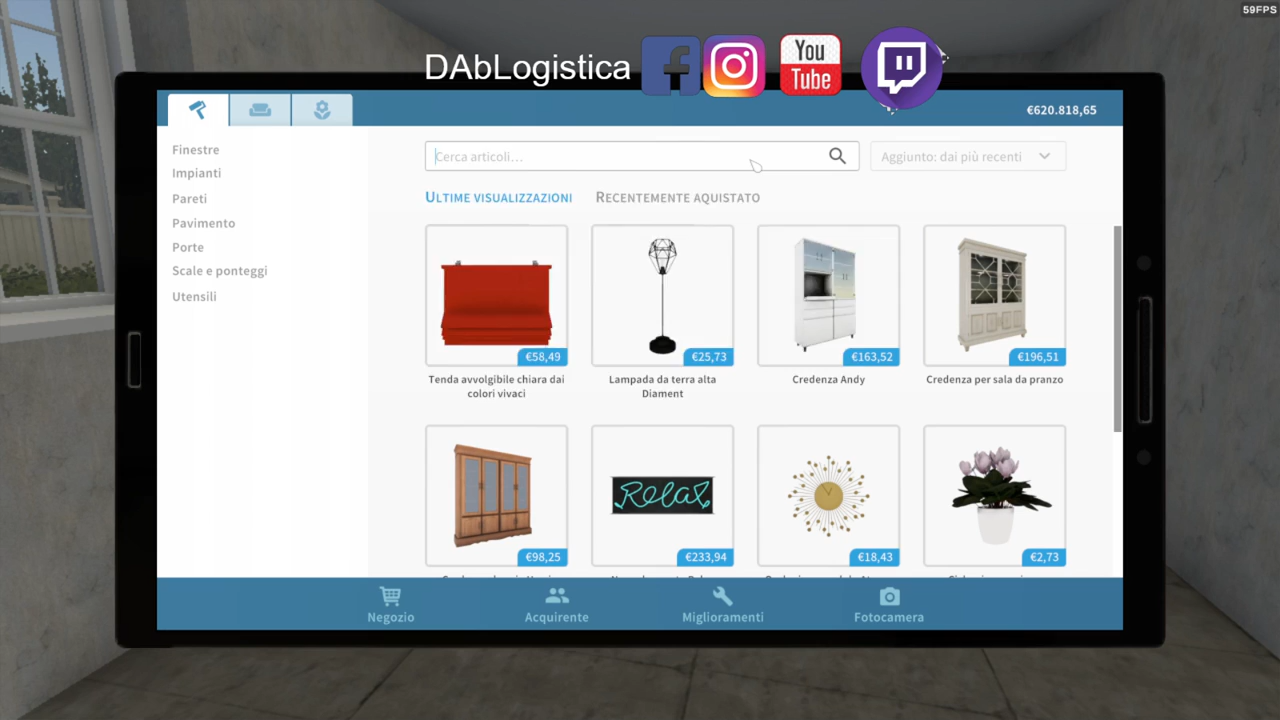 59FPS
DAbLogistica
You
Tube
€620.818,65
Finestre
Impianti
Pareti
Pavimento
Porte
Scale e ponteggi
Utensili
Cerca articoli...
Aggiunto: dai più recenti
Ultime visualizzazioni
Recentemente aquistato
€58,49
€25,73
€163,52
€196,51
Tenda avvolgibile chiara dai
colori vivaci
Lampada da terra alta
Diament
Credenza Andy
Credenza per sala da pranzo
Relax
€98,25
€233,94
€18,43
€2,73
Negozio
Acquirente
Miglioramenti
Fotocamera